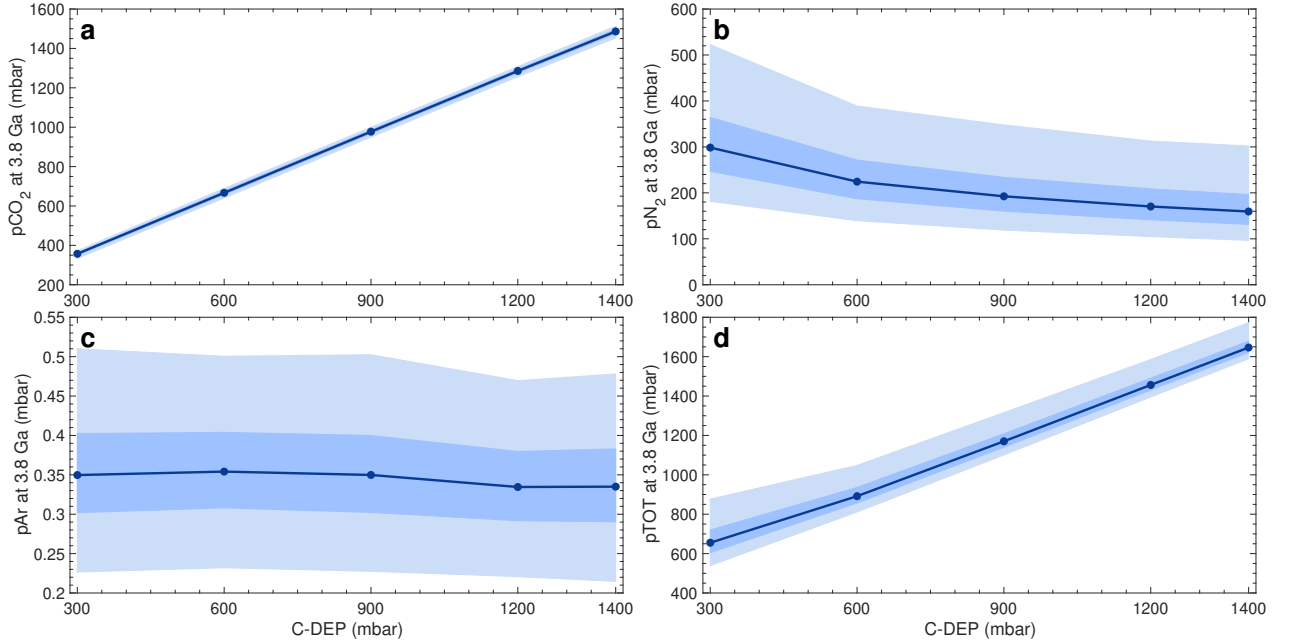 a
1600
1400
1200
1000
800
600
400
200
pCO2 at 3.8 Ga (mbar)
300 600 900 1200 1400
b
600
500
400
300
200
100
0
pN2 at 3.8 Ga (mbar)
300 600 900 1200 1400
c
0.55
0.5
0.45
0.4
0.35
0.3
0.25
0.2
pAr at 3.8 Ga (mbar)
300 600 900 1200 1400
C-DEP (mbar)
d
1800
1600
1400
1200
1000
800
600
400
pTOT at 3.8 Ga (mbar)
300 600 900 1200 1400
C-DEP (mbar)